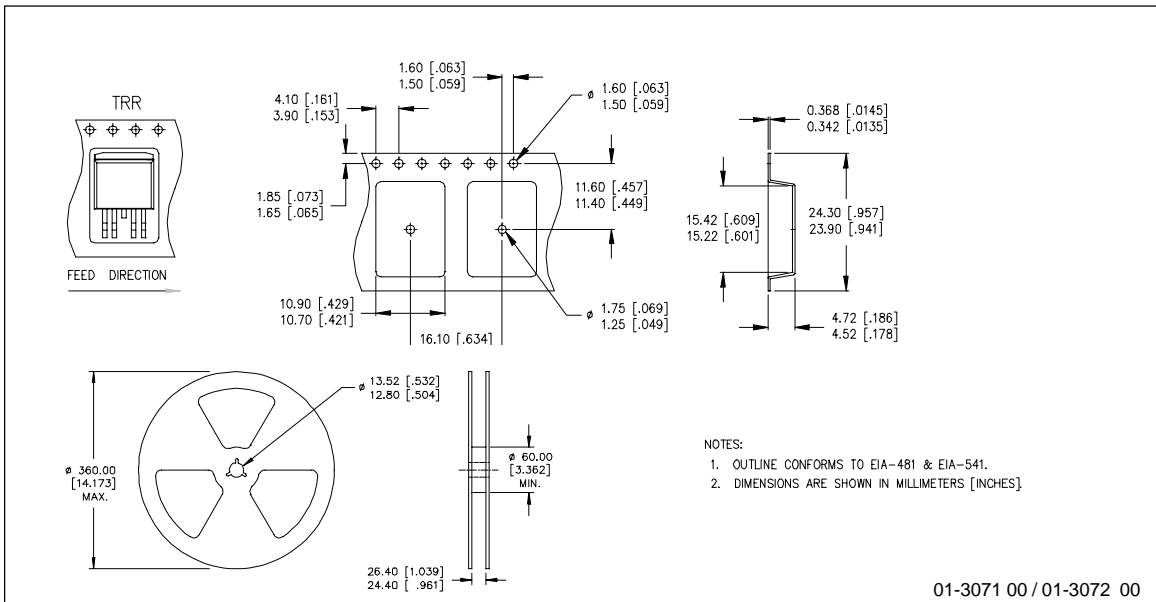 TRR
FEED DIRECTION
1.60 [.063]
1.50 [.059]
4.10 [.161]
3.90 [.153]
ø 1.60 [.063]
1.50 [.059]
1.85 [.073]
1.65 [.065]
11.60 [.457]
11.40 [.449]
10.90 [.429]
10.70 [.421]
16.10 [.634]
ø 1.75 [.069]
1.25 [.049]
0.368 [.0145]
0.342 [.0135]
15.42 [.609]
15.22 [.601]
24.30 [.957]
23.90 [.941]
4.72 [.186]
4.52 [.178]
ø 360.00
[14.173]
MAX.
ø 13.52 [.532]
12.80 [.504]
ø 60.00
[3.362]
MIN.
26.40 [1.039]
24.40 [ .961]
NOTES:
1. OUTLINE CONFORMS TO EIA-481 & EIA-541.
2. DIMENSIONS ARE SHOWN IN MILLIMETERS [INCHES].
01-3071 00 / 01-3072 00